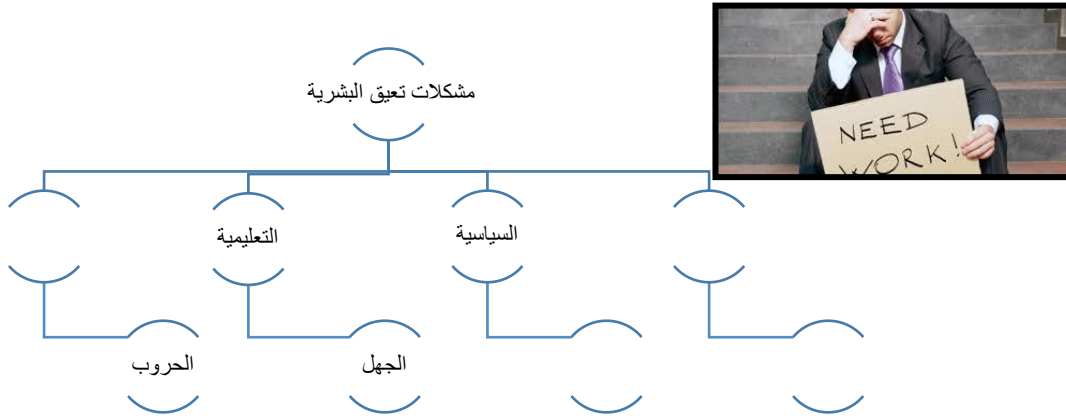 مشكلات تعيق البشرية
NEED
WORK!
السياسية
التعليمية
الجهل
الحروب